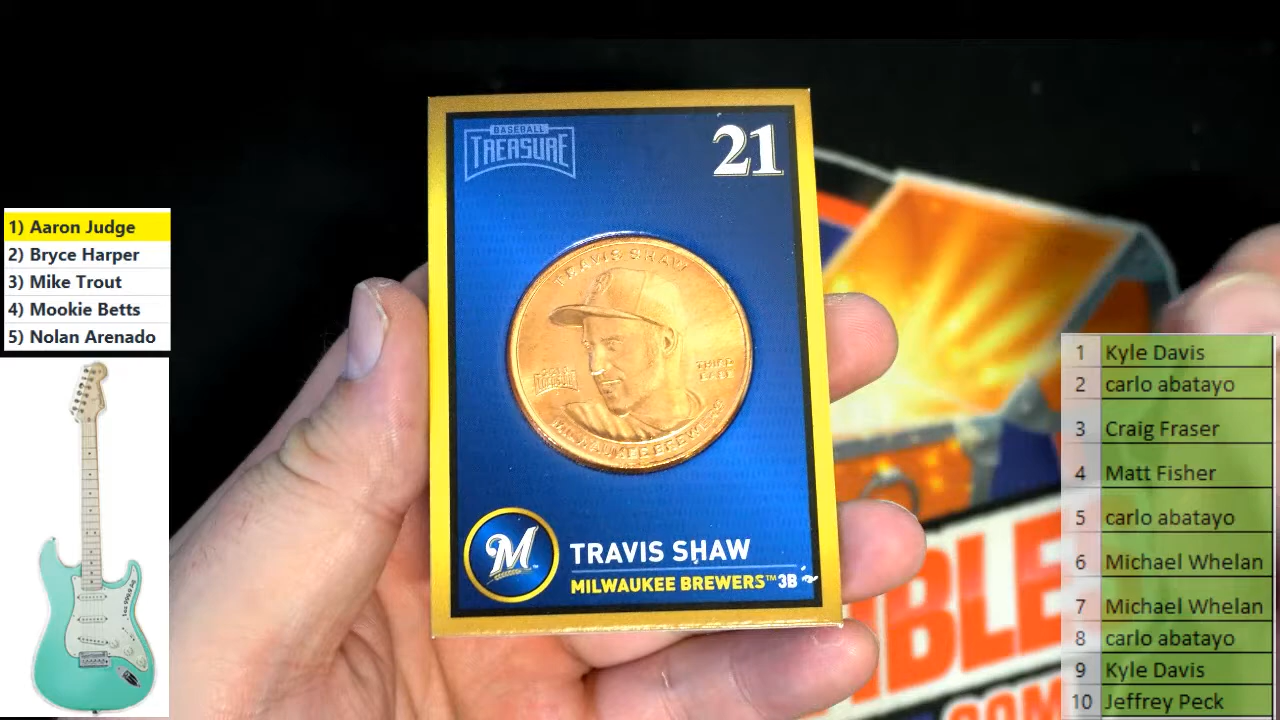 BASEBALL
TREASURE
21
TRAVIS SHAW
THIRD
BASE
MILWAUKEE BREWERS
M
TRAVIS SHAW
MILWAUKEE BREWERS™ 3B
1) Aaron Judge
2) Bryce Harper
3) Mike Trout
4) Mookie Betts
5) Nolan Arenado
1 Kyle Davis
2 carlo abatayo
3 Craig Fraser
4 Matt Fisher
5 carlo abatayo
6 Michael Whelan
7 Michael Whelan
8 carlo abatayo
9 Kyle Davis
10 Jeffrey Peck